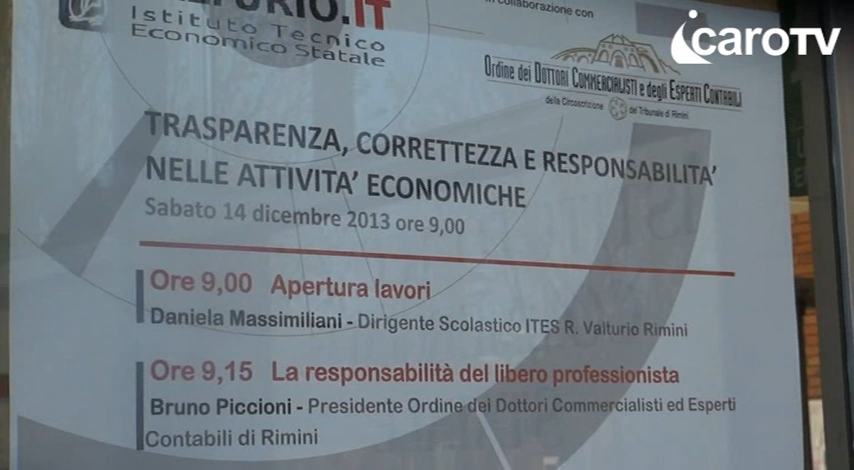 in collaborazione con
ıCAROTV
Istituto Tecnico
Economico Statale
Ordine dei Dottori Commercialisti e degli Esperti Contabili
della Circoscrizione del Tribunale di Rimini
TRASPARENZA, CORRETTEZZA E RESPONSABILITA'
NELLE ATTIVITA' ECONOMICHE
Sabato 14 dicembre 2013 ore 9,00
Ore 9,00 Apertura lavori
Daniela Massimiliani - Dirigente Scolastico ITES R. Valturio Rimini
Ore 9,15 La responsabilità del libero professionista
Bruno Piccioni - Presidente Ordine dei Dottori Commercialisti ed Esperti
Contabili di Rimini